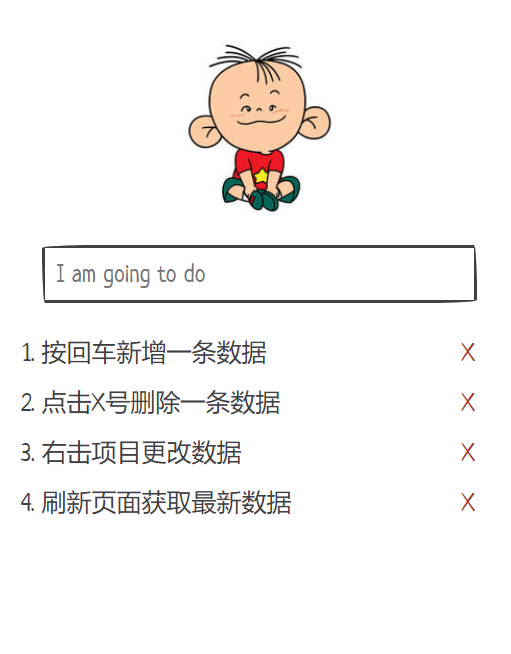 I am going to do
1. 按回车新增一条数据 X
2. 点击X号删除一条数据 X
3. 右击项目更改数据 X
4. 刷新页面获取最新数据 X